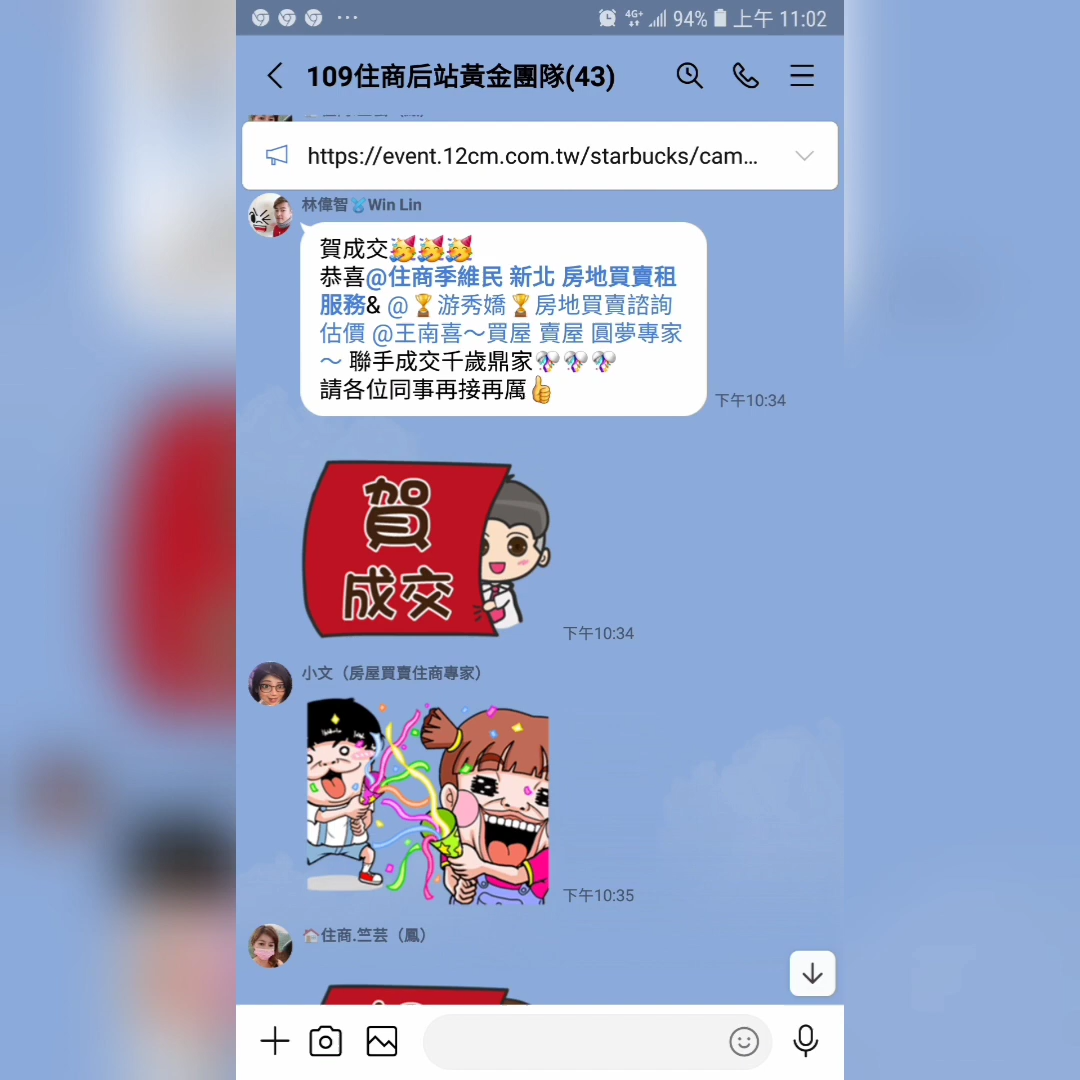 4G+ 94% 上午 11:02
109住商后站黃金團隊(43)
https://event.12cm.com.tw/starbucks/cam...
林偉智 Win Lin
賀成交🥳🥳🥳
恭喜@住商季維民 新北 房地買賣租
服務& @🏆游秀嬌🏆房地買賣諮詢
估價 @王南喜～買屋 賣屋 圓夢專家
～ 聯手成交千歲鼎家🎊🎊🎊
請各位同事再接再厲👍
下午10:34
賀
成交
下午10:34
小文（房屋買賣住商專家）
下午10:35
🏠住商.竺芸（鳳）